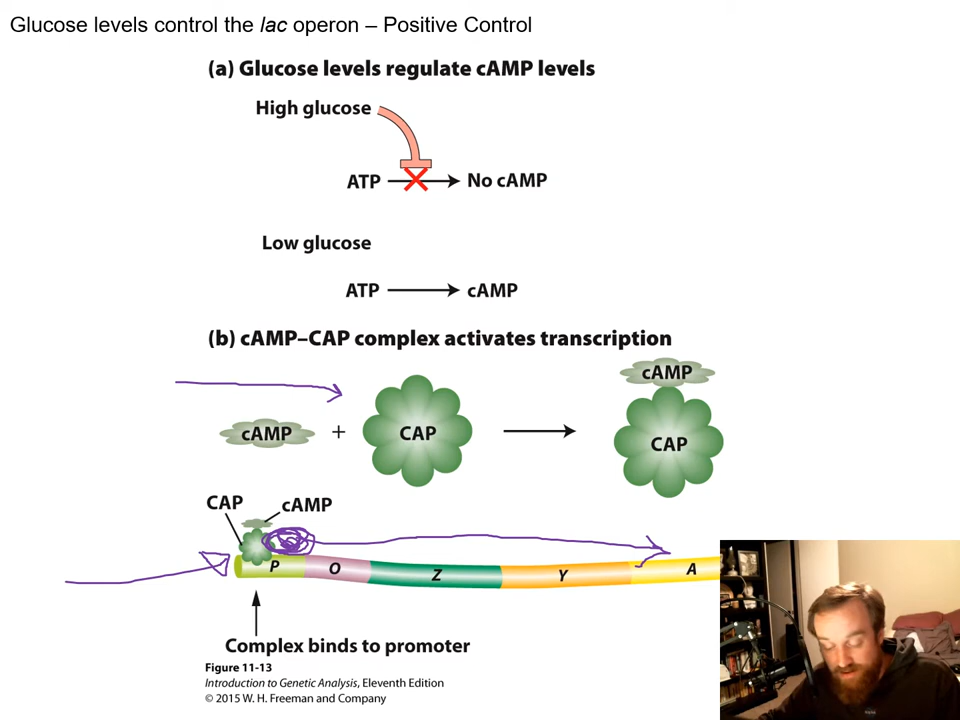 Glucose levels control the lac operon – Positive Control
(a) Glucose levels regulate cAMP levels
High glucose
ATP
No cAMP
Low glucose
ATP
cAMP
(b) cAMP–CAP complex activates transcription
cAMP
cAMP
+
CAP
CAP
CAP
cAMP
P
O
Z
Y
A
Complex binds to promoter
Figure 11-13
Introduction to Genetic Analysis, Eleventh Edition
© 2015 W. H. Freeman and Company